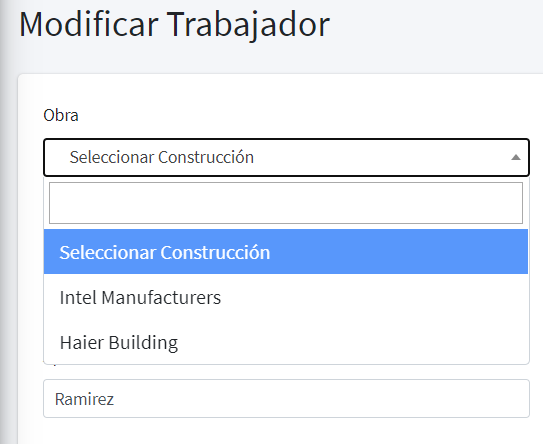 Modificar Trabajador
Obra
Seleccionar Construcción
Seleccionar Construcción
Intel Manufacturers
Haier Building
Ramirez